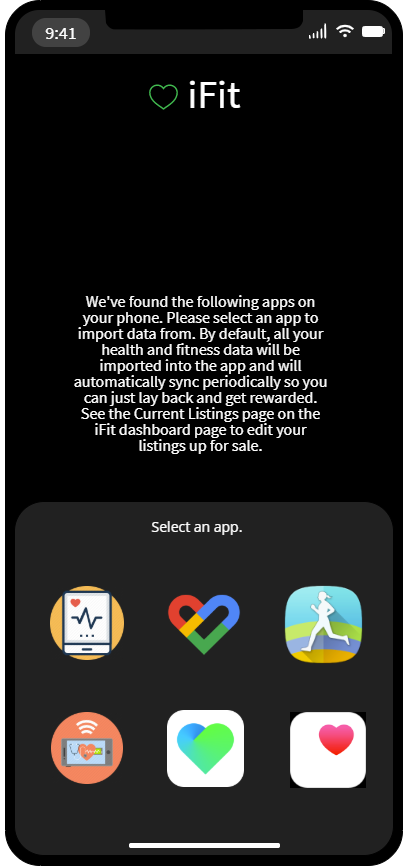 9:41
iFit
We've found the following apps on
your phone. Please select an app to
import data from. By default, all your
health and fitness data will be
imported into the app and will
automatically sync periodically so you
can just lay back and get rewarded.
See the Current Listings page on the
iFit dashboard page to edit your
listings up for sale.
Select an app.